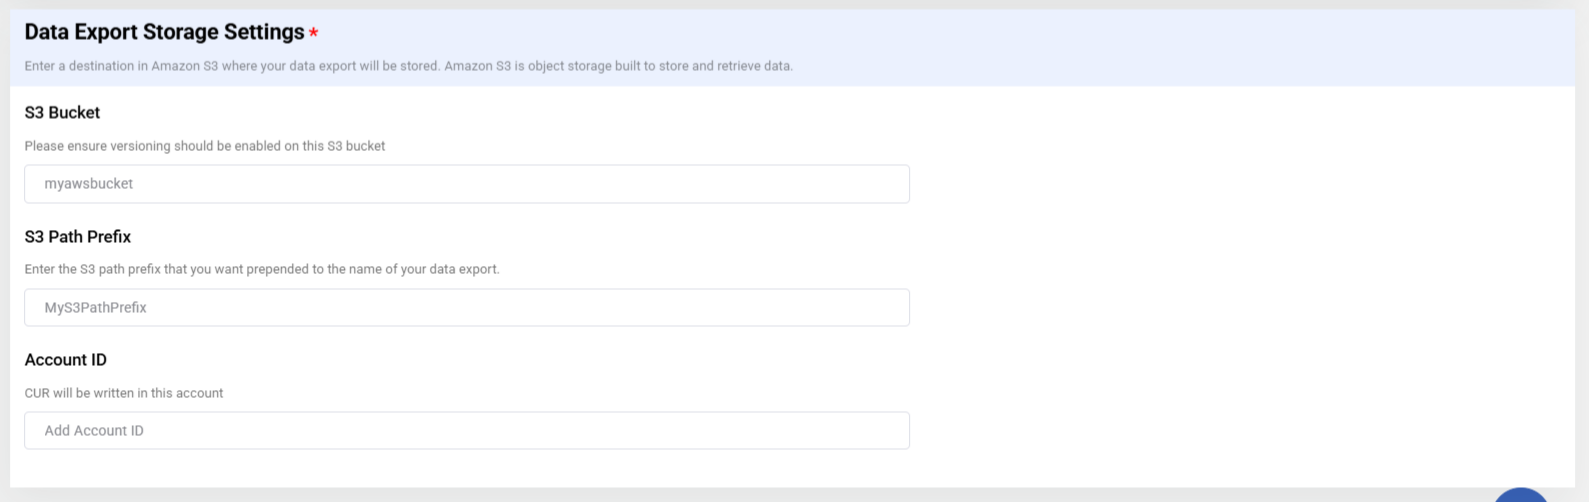 Data Export Storage Settings *
Enter a destination in Amazon S3 where your data export will be stored. Amazon S3 is object storage built to store and retrieve data.
S3 Bucket
Please ensure versioning should be enabled on this S3 bucket
myawsbucket
S3 Path Prefix
Enter the S3 path prefix that you want prepended to the name of your data export.
MyS3PathPrefix
Account ID
CUR will be written in this account
Add Account ID